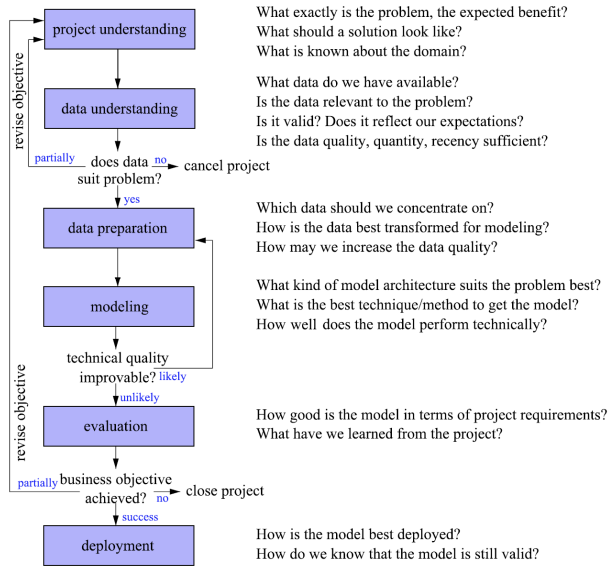 project understanding
What exactly is the problem, the expected benefit?
What should a solution look like?
What is known about the domain?
revise objective
data understanding
What data do we have available?
Is the data relevant to the problem?
Is it valid? Does it reflect our expectations?
Is the data quality, quantity, recency sufficient?
partially
does data
suit problem?
no
cancel project
yes
data preparation
Which data should we concentrate on?
How is the data best transformed for modeling?
How may we increase the data quality?
modeling
What kind of model architecture suits the problem best?
What is the best technique/method to get the model?
How well does the model perform technically?
technical quality
improvable?
likely
unlikely
revise objective
evaluation
How good is the model in terms of project requirements?
What have we learned from the project?
partially
business objective
achieved?
no
close project
success
deployment
How is the model best deployed?
How do we know that the model is still valid?